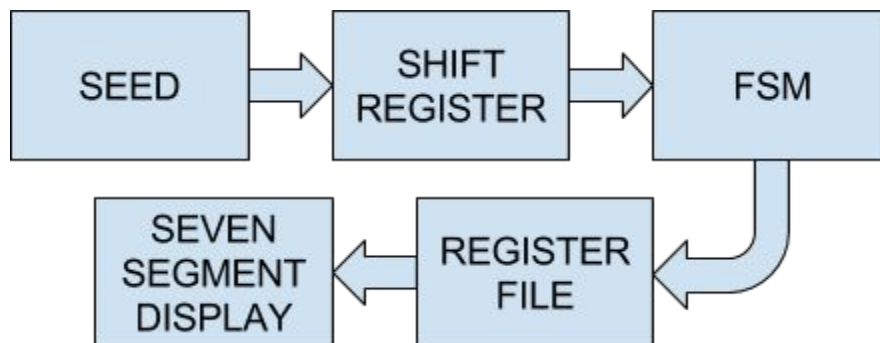 SEED
SHIFT
REGISTER
FSM
SEVEN
SEGMENT
DISPLAY
REGISTER
FILE